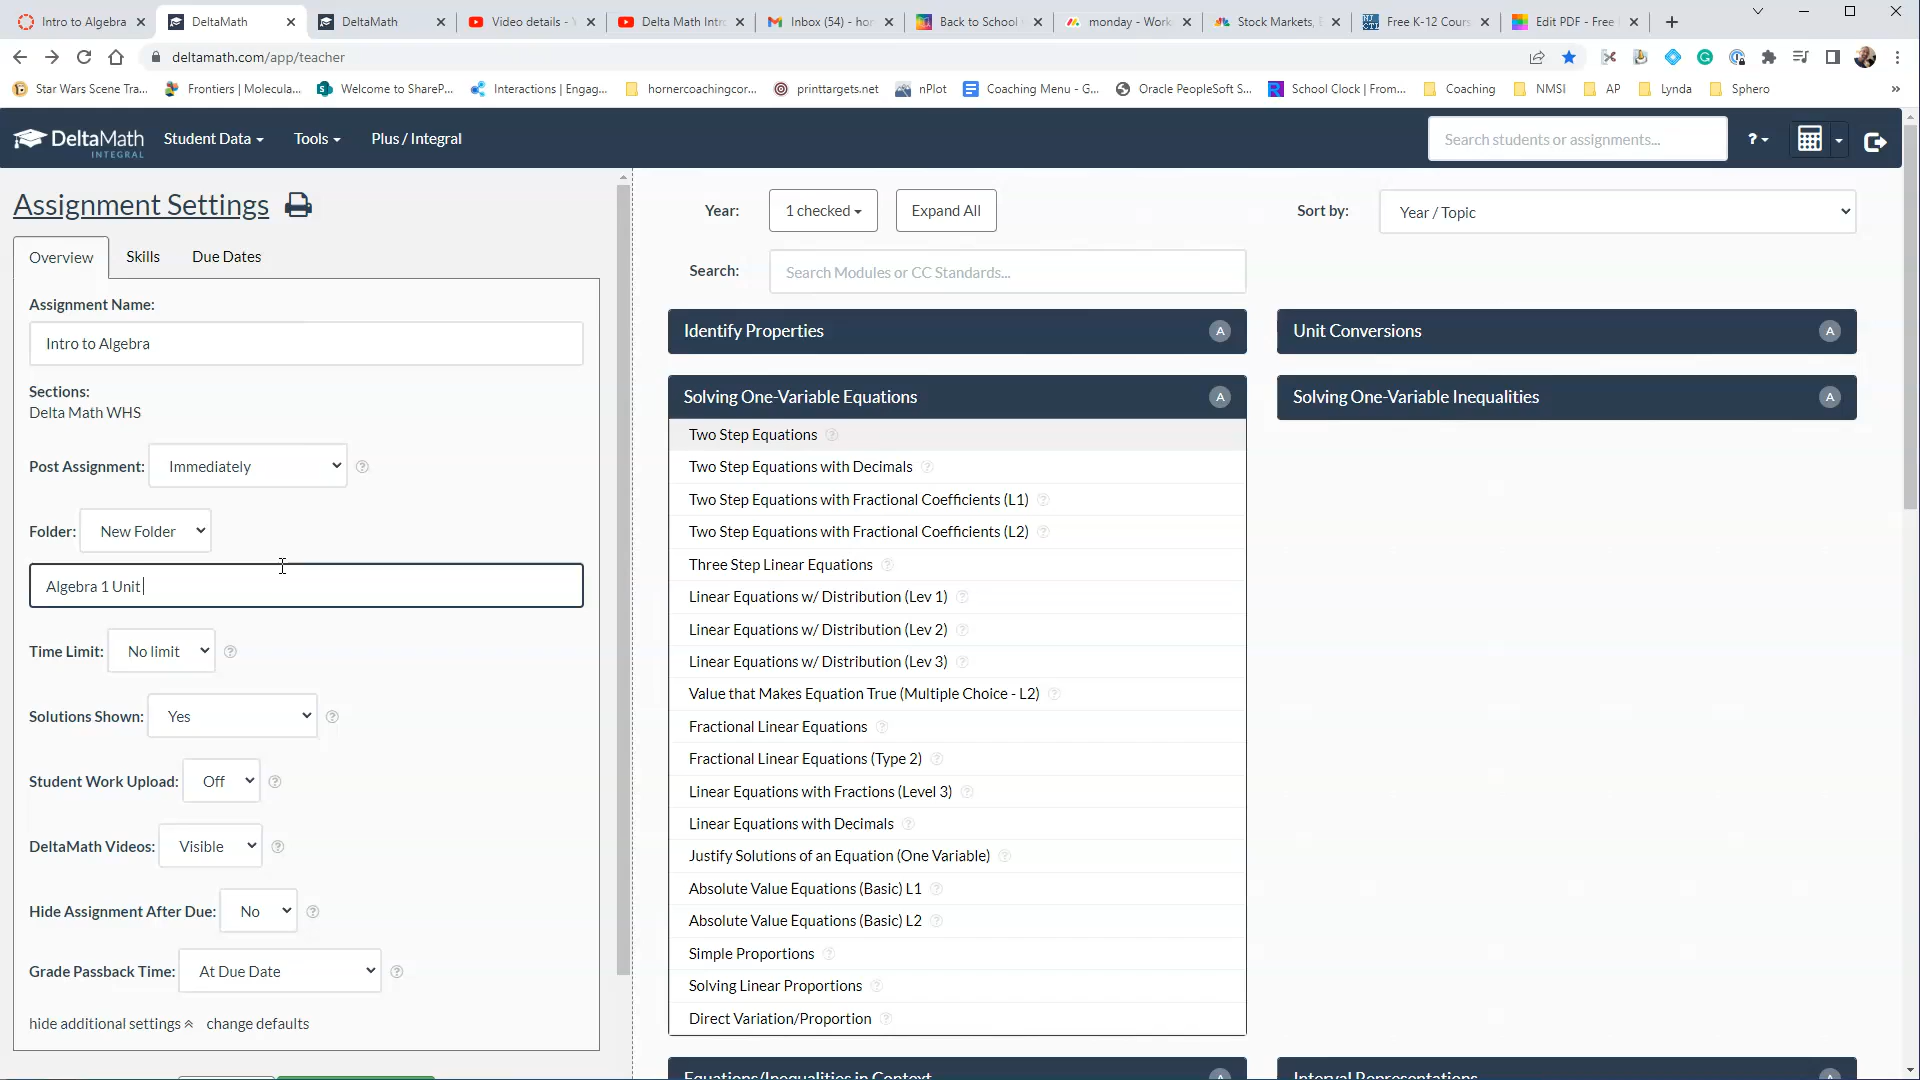 Intro to Algebra
DeltaMath
DeltaMath
Video details - Y
Delta Math Intr
Inbox (54) - hor
Back to School
monday - Work
Stock Markets,
Free K-12 Cours
Edit PDF - Free
deltamath.com/app/teacher
Star Wars Scene Tra...
Frontiers | Molecula...
Welcome to ShareP...
Interactions | Engag...
hornercoachingcor...
printtargets.net
nPlot
Coaching Menu - G...
Oracle PeopleSoft S...
School Clock | From...
Coaching
NMSI
AP
Lynda
Sphero
»
DeltaMath
INTEGRAL
Student Data
Tools
Plus / Integral
Search students or assignments...
?
Assignment Settings
Overview
Skills
Due Dates
Assignment Name:
Intro to Algebra
Sections:
Delta Math WHS
Post Assignment: Immediately
Folder: New Folder
Algebra 1 Unit
Time Limit: No limit
Solutions Shown: Yes
Student Work Upload: Off
DeltaMath Videos: Visible
Hide Assignment After Due: No
Grade Passback Time: At Due Date
hide additional settings change defaults
Year: 1 checked Expand All
Sort by: Year / Topic
Search: Search Modules or CC Standards...
Identify Properties A
Unit Conversions A
Solving One-Variable Equations A
Solving One-Variable Inequalities A
Two Step Equations
Two Step Equations with Decimals
Two Step Equations with Fractional Coefficients (L1)
Two Step Equations with Fractional Coefficients (L2)
Three Step Linear Equations
Linear Equations w/ Distribution (Lev 1)
Linear Equations w/ Distribution (Lev 2)
Linear Equations w/ Distribution (Lev 3)
Value that Makes Equation True (Multiple Choice - L2)
Fractional Linear Equations
Fractional Linear Equations (Type 2)
Linear Equations with Fractions (Level 3)
Linear Equations with Decimals
Justify Solutions of an Equation (One Variable)
Absolute Value Equations (Basic) L1
Absolute Value Equations (Basic) L2
Simple Proportions
Solving Linear Proportions
Direct Variation/Proportion
Equations/Inequalities in Context A
Interval Representations A